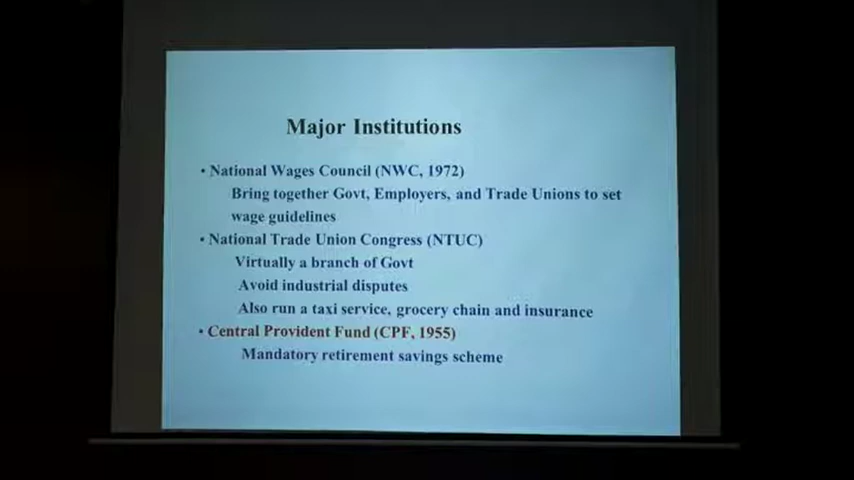 Major Institutions
• National Wages Council (NWC, 1972)
Bring together Govt, Employers, and Trade Unions to set
wage guidelines
• National Trade Union Congress (NTUC)
Virtually a branch of Govt
Avoid industrial disputes
Also run a taxi service, grocery chain and insurance
• Central Provident Fund (CPF, 1955)
Mandatory retirement savings scheme